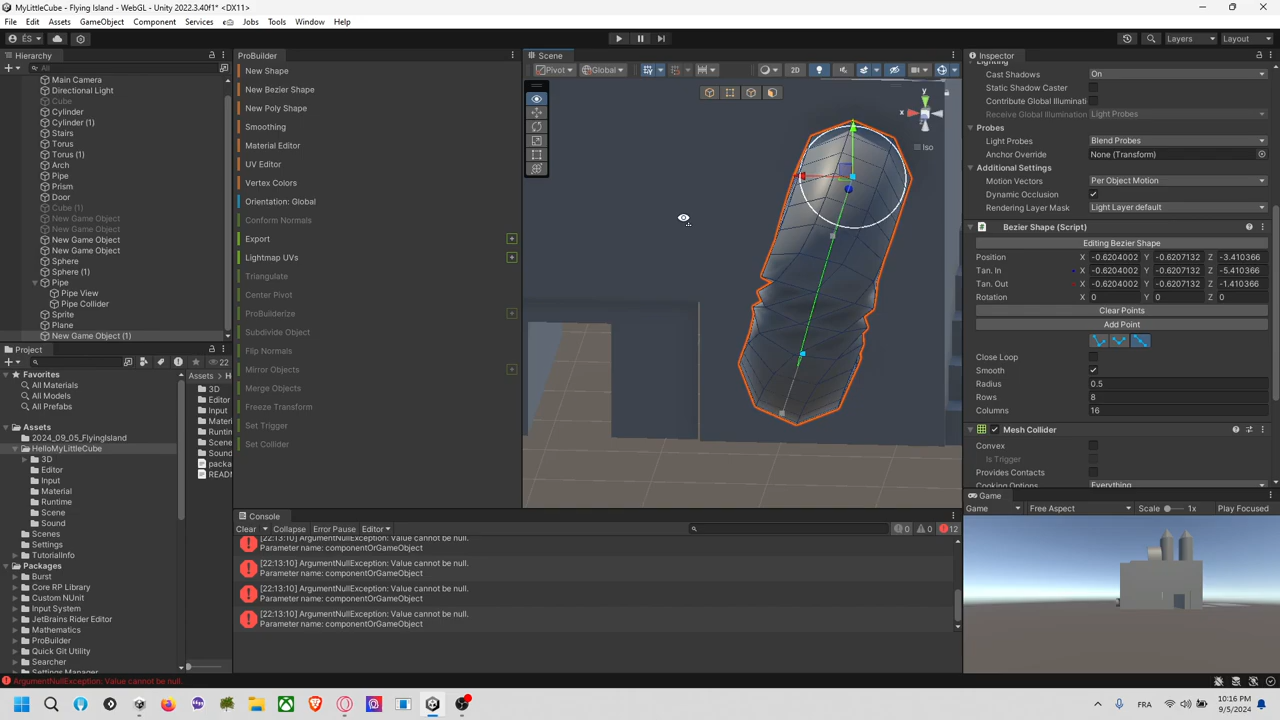 MyLittleCube - Flying Island - WebGL - Unity 2022.3.40f1* <DX11>
File Edit Assets GameObject Component Services Jobs Tools Window Help
ÉS
Layers Layout
Hierarchy
All
Main Camera
Directional Light
Cube
Cylinder
Cylinder (1)
Stairs
Torus
Torus (1)
Arch
Pipe
Prism
Door
Cube (1)
New Game Object
New Game Object
New Game Object
New Game Object
Sphere
Sphere (1)
Pipe
Pipe View
Pipe Collider
Sprite
Plane
New Game Object (1)
Project
22
Favorites
All Materials
All Models
All Prefabs
Assets
2024_09_05_FlyingIsland
HelloMyLittleCube
3D
Editor
Input
Material
Runtime
Scene
Sound
Scenes
Settings
TutorialInfo
Packages
Burst
Core RP Library
Custom NUnit
Input System
JetBrains Rider Editor
Mathematics
ProBuilder
Quick Git Utility
Searcher
Settings Manager
Assets > H
3D
Editor
Input
Materi
Runtim
Scene
Sound
packa
READ
ProBuilder
New Shape
New Bezier Shape
New Poly Shape
Smoothing
Material Editor
UV Editor
Vertex Colors
Orientation: Global
Conform Normals
Export
Lightmap UVs
Triangulate
Center Pivot
ProBuilderize
Subdivide Object
Flip Normals
Mirror Objects
Merge Objects
Freeze Transform
Set Trigger
Set Collider
Scene
Pivot Global 2D
y
x
Iso
Console
Clear Collapse Error Pause Editor 0 0 12
[22:13:10] ArgumentNullException: Value cannot be null.
Parameter name: componentOrGameObject
[22:13:10] ArgumentNullException: Value cannot be null.
Parameter name: componentOrGameObject
[22:13:10] ArgumentNullException: Value cannot be null.
Parameter name: componentOrGameObject
[22:13:10] ArgumentNullException: Value cannot be null.
Parameter name: componentOrGameObject
Inspector
Lighting
Cast Shadows On
Static Shadow Caster
Contribute Global Illuminati
Receive Global Illumination Light Probes
Probes
Light Probes Blend Probes
Anchor Override None (Transform)
Additional Settings
Motion Vectors Per Object Motion
Dynamic Occlusion
Rendering Layer Mask Light Layer default
Bezier Shape (Script)
Editing Bezier Shape
Position X -0.6204002 Y -0.6207132 Z -3.410366
Tan. In X -0.6204002 Y -0.6207132 Z -5.410366
Tan. Out X -0.6204002 Y -0.6207132 Z -1.410366
Rotation X 0 Y 0 Z 0
Clear Points
Add Point
Close Loop
Smooth
Radius 0.5
Rows 8
Columns 16
Mesh Collider
Convex
Is Trigger
Provides Contacts
Cooking Options Everything
Game
Game Free Aspect Scale 1x Play Focused
ArgumentNullException: Value cannot be null.
FRA
10:16 PM
9/5/2024